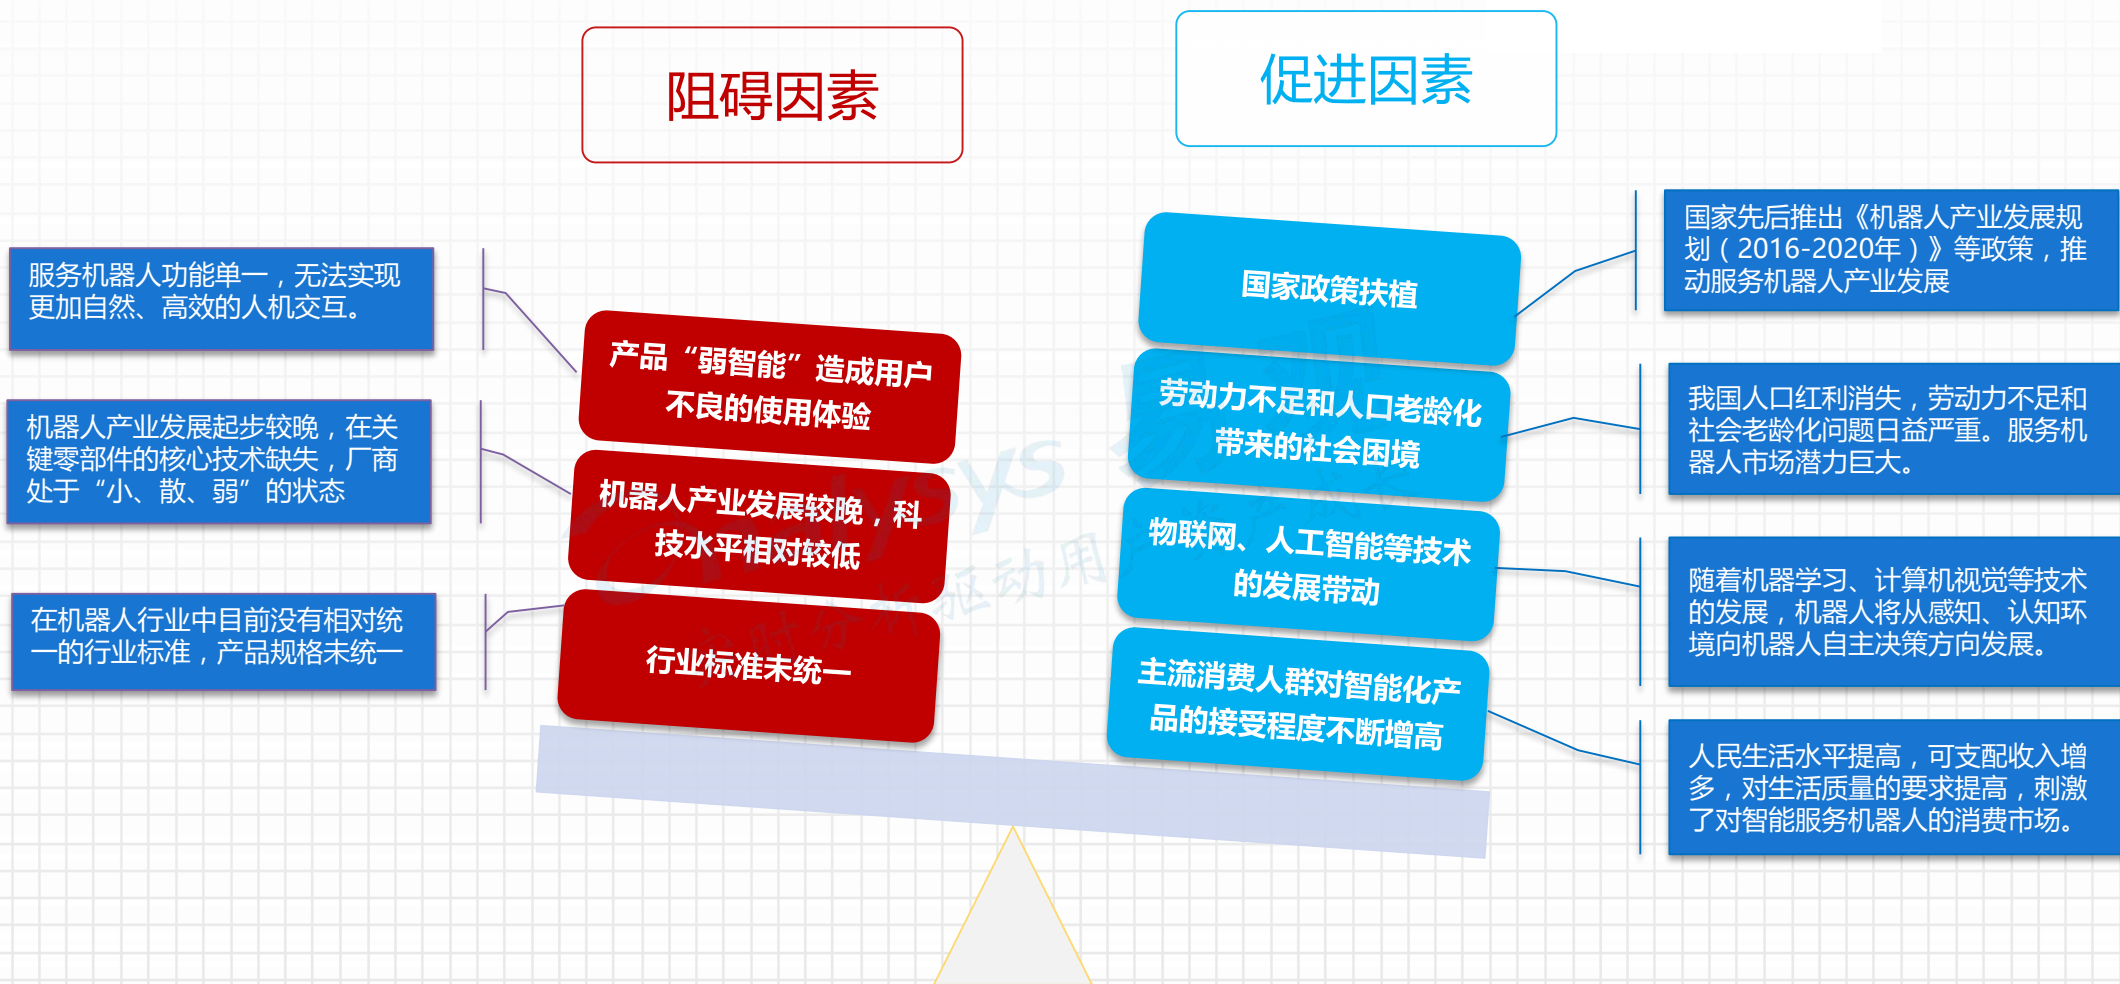 阻碍因素
促进因素
服务机器人功能单一，无法实现
更加自然、高效的人机交互。
机器人产业发展起步较晚，在关
键零部件的核心技术缺失，厂商
处于“小、散、弱”的状态
在机器人行业中目前没有相对统
一的行业标准，产品规格未统一
产品“弱智能”造成用户
不良的使用体验
机器人产业发展较晚，科
技水平相对较低
行业标准未统一
国家政策扶植
劳动力不足和人口老龄化
带来的社会困境
物联网、人工智能等技术
的发展带动
主流消费人群对智能化产
品的接受程度不断增高
国家先后推出《机器人产业发展规
划（2016-2020年）》等政策，推
动服务机器人产业发展
我国人口红利消失，劳动力不足和
社会老龄化问题日益严重。服务机
器人市场潜力巨大。
随着机器学习、计算机视觉等技术
的发展，机器人将从感知、认知环
境向机器人自主决策方向发展。
人民生活水平提高，可支配收入增
多，对生活质量的要求提高，刺激
了对智能服务机器人的消费市场。